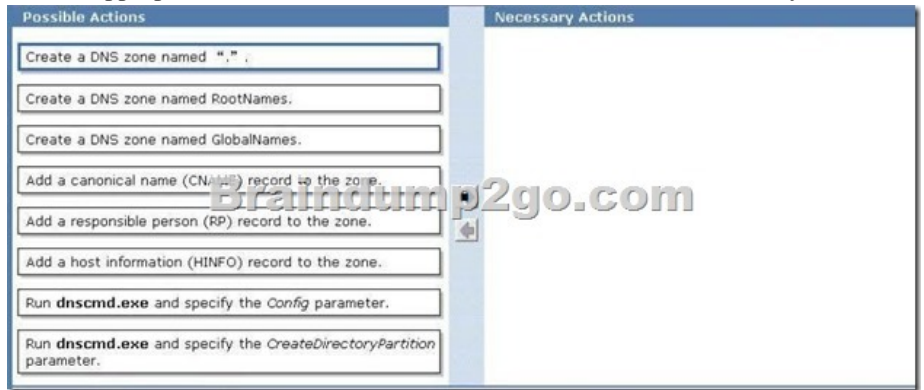 Possible Actions
Necessary Actions
Create a DNS zone named ".".
Create a DNS zone named RootNames.
Create a DNS zone named GlobalNames.
Add a canonical name (CNAME) record to the zone.
Braindump2go.com
Add a responsible person (RP) record to the zone.
Add a host information (HINFO) record to the zone.
Run dnscmd.exe and specify the Config parameter.
Run dnscmd.exe and specify the CreateDirectoryPartition
parameter.